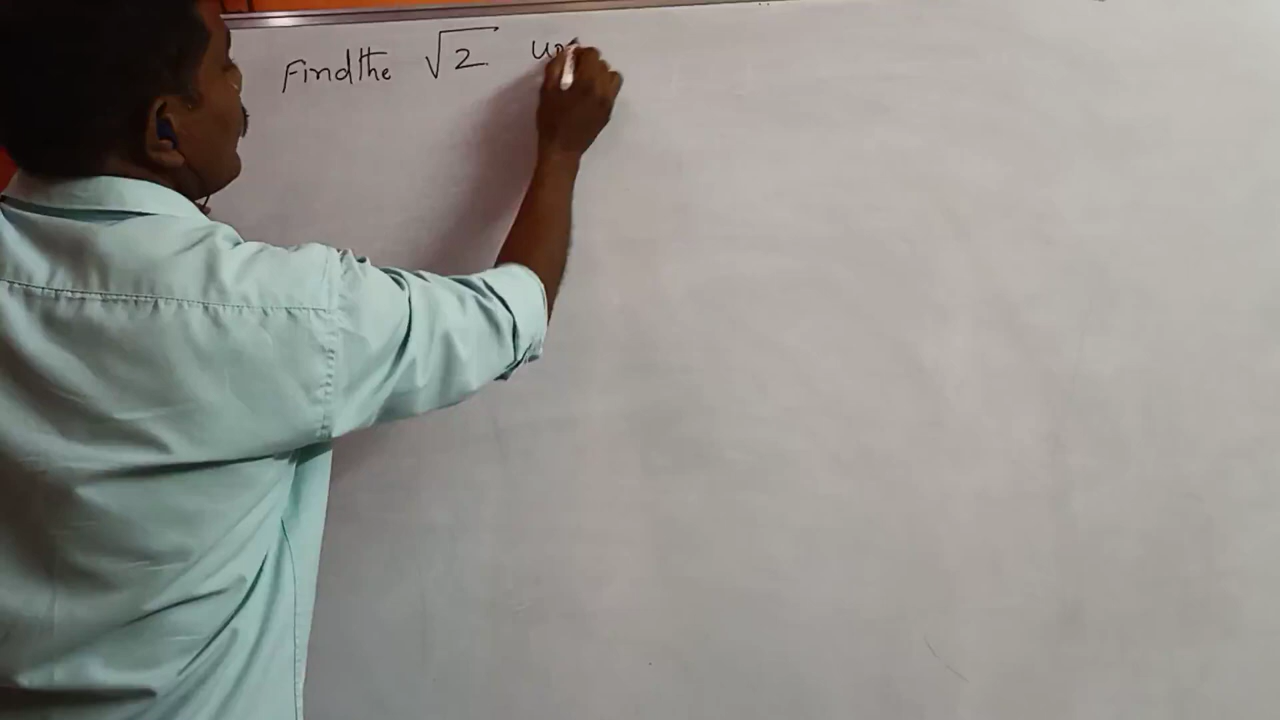 Find the √2